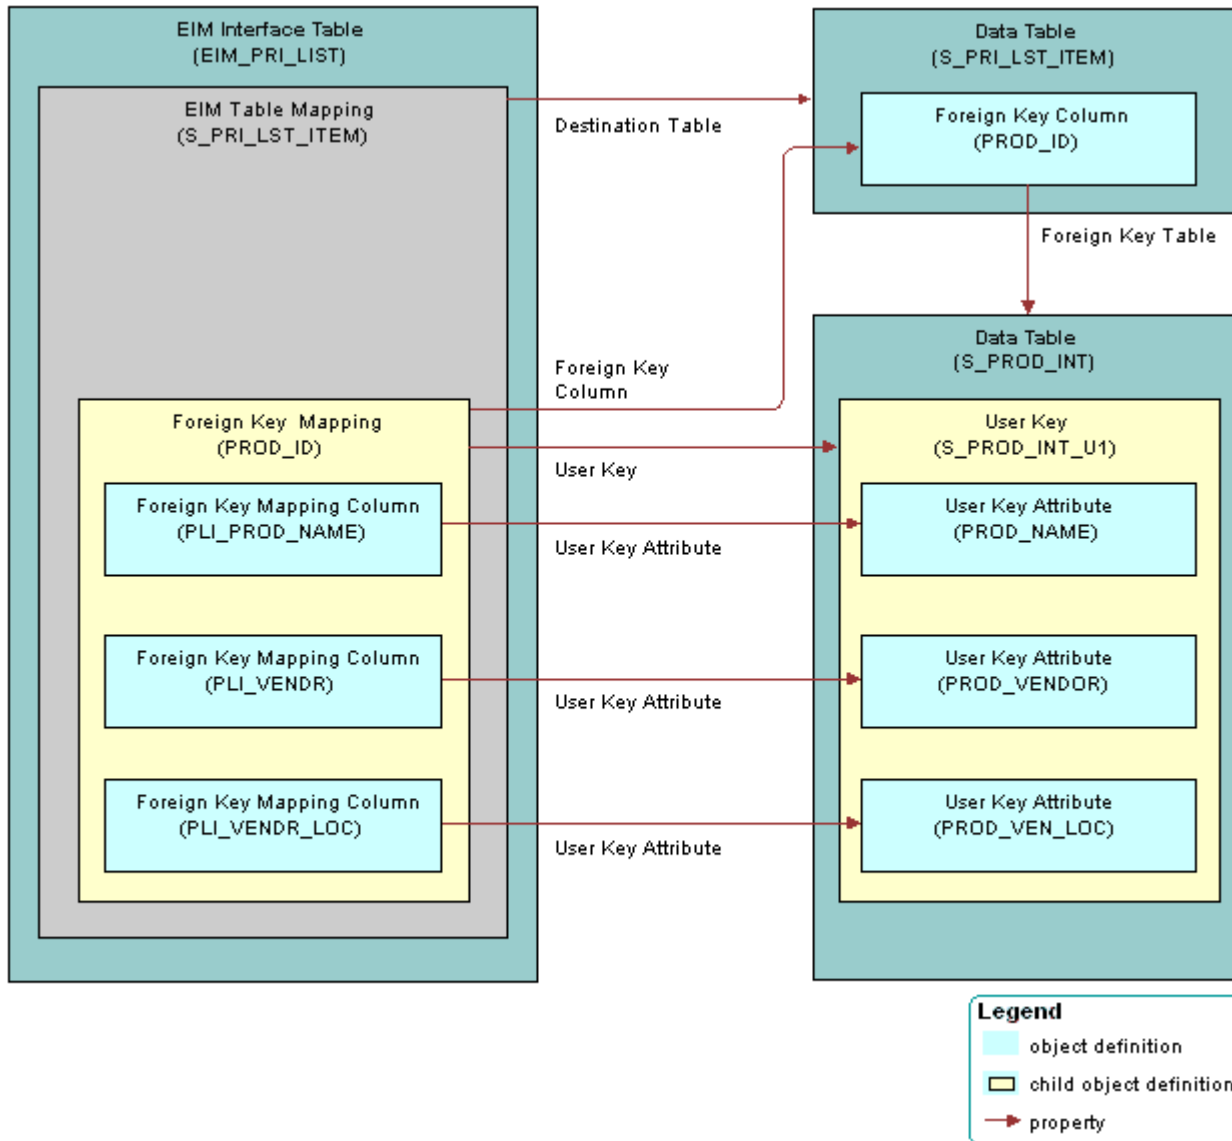 EIM Interface Table
(EIM_PRI_LIST)
EIM Table Mapping
(S_PRI_LST_ITEM)
Destination Table
Data Table
(S_PRI_LST_ITEM)
Foreign Key Column
(PROD_ID)
Foreign Key Table
Foreign Key
Column
Foreign Key Mapping
(PROD_ID)
User Key
Foreign Key Mapping Column
(PLI_PROD_NAME)
User Key Attribute
Foreign Key Mapping Column
(PLI_VENDR)
User Key Attribute
Foreign Key Mapping Column
(PLI_VENDR_LOC)
User Key Attribute
Data Table
(S_PROD_INT)
User Key
(S_PROD_INT_U1)
User Key Attribute
(PROD_NAME)
User Key Attribute
(PROD_VENDOR)
User Key Attribute
(PROD_VEN_LOC)
Legend
object definition
child object definition
property